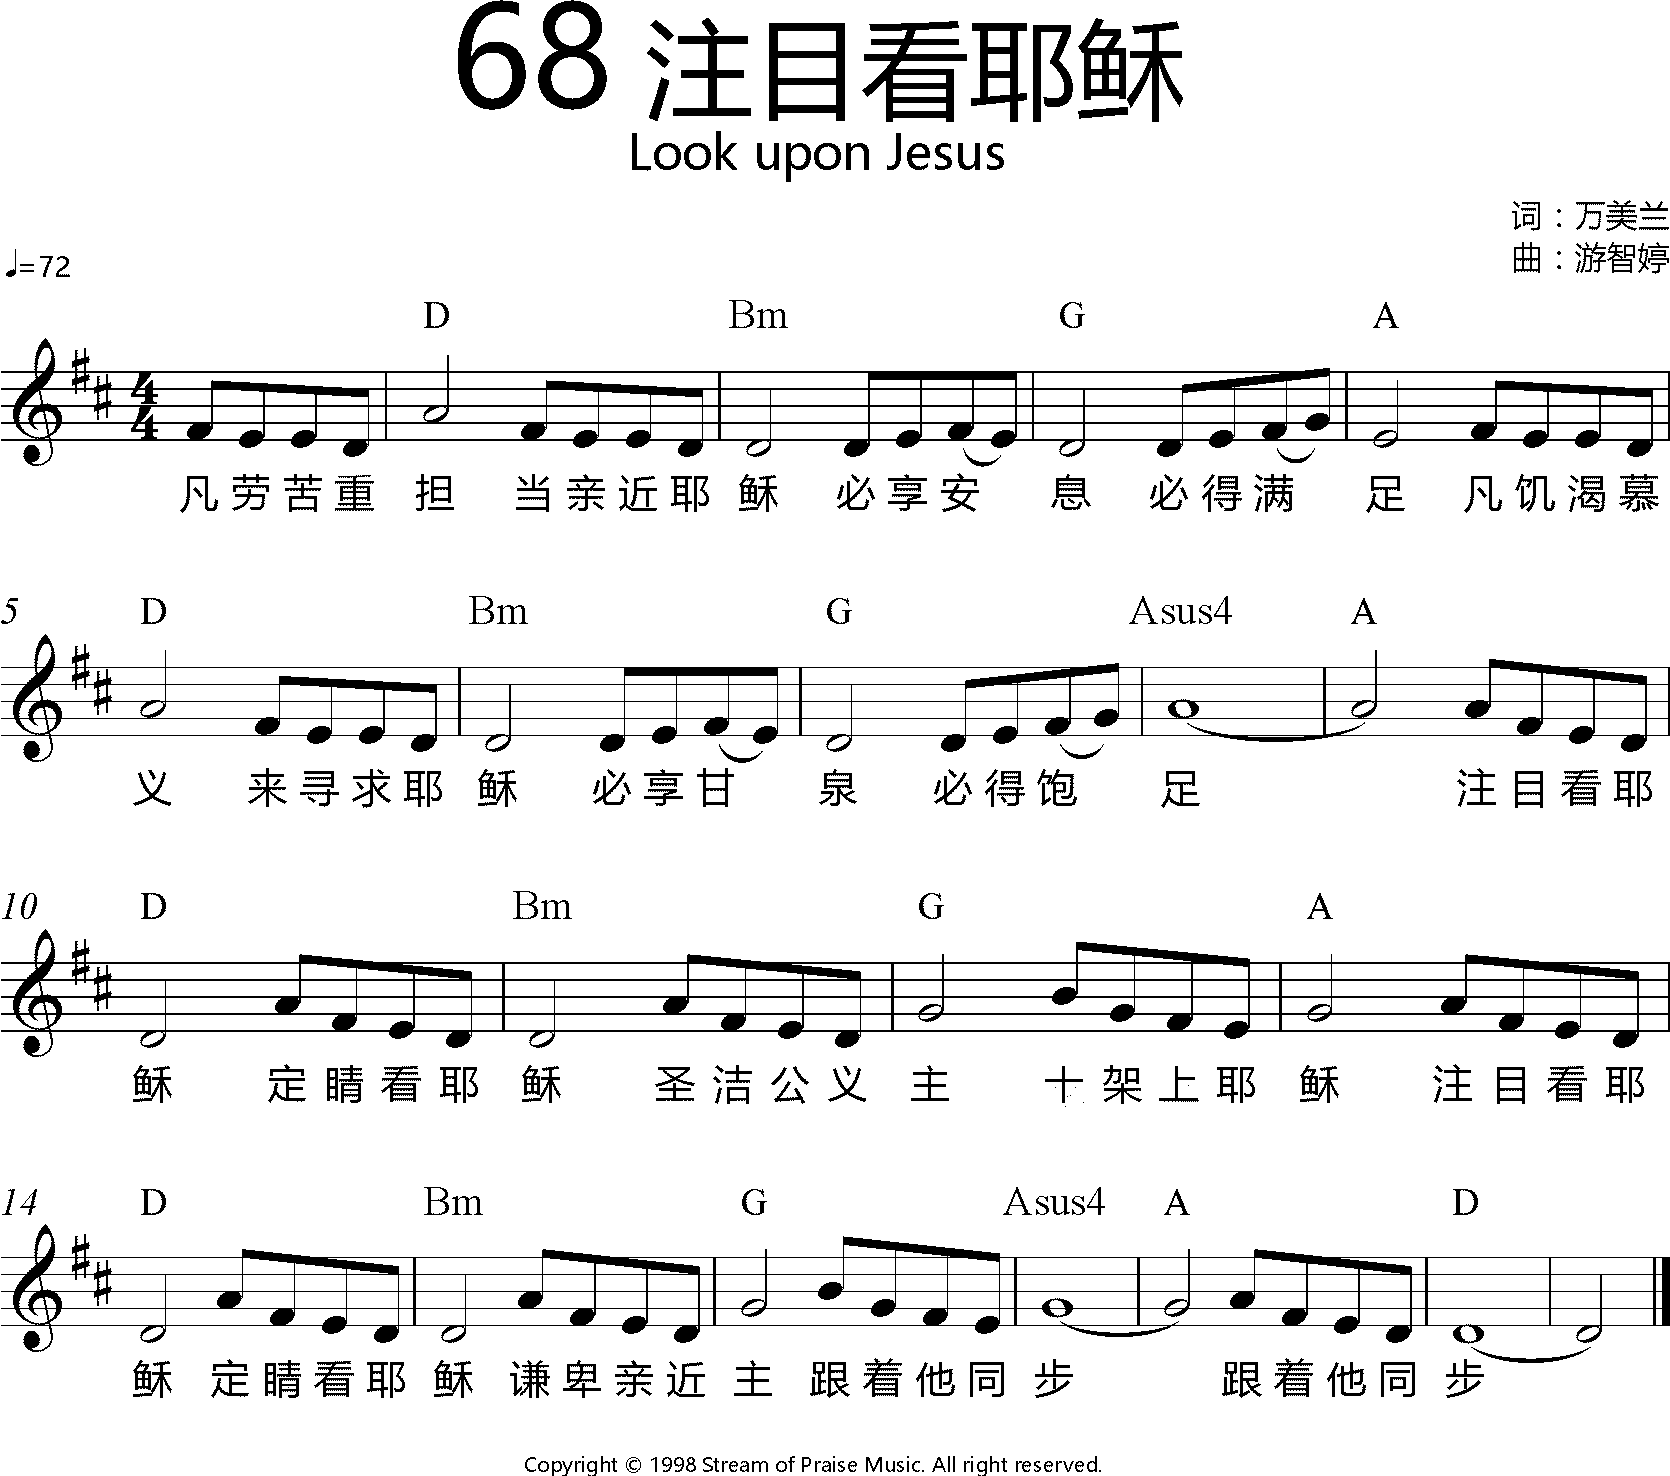 68 注目看耶稣
Look upon Jesus
词：万美兰
曲：游智婷
♩=72
D Bm G A
凡劳苦重担 当亲近耶稣 必享安息 必得满足 凡饥渴慕
5 D Bm G Asus4 A
义 来寻求耶稣 必享甘泉 必得饱足 注目看耶
10 D Bm G A
稣 定睛看耶稣 圣洁公义主 十架上耶稣 注目看耶
14 D Bm G Asus4 A D
稣 定睛看耶稣 谦卑亲近主 跟着他同步 跟着他同步
Copyright © 1998 Stream of Praise Music. All right reserved.